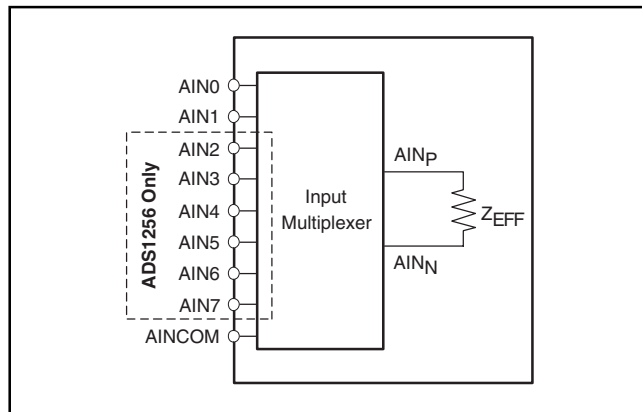 AIN0
AIN1
AIN2
AIN3
AIN4
AIN5
AIN6
AIN7
AINCOM
ADS1256 Only
Input
Multiplexer
AINP
ZEFF
AINN